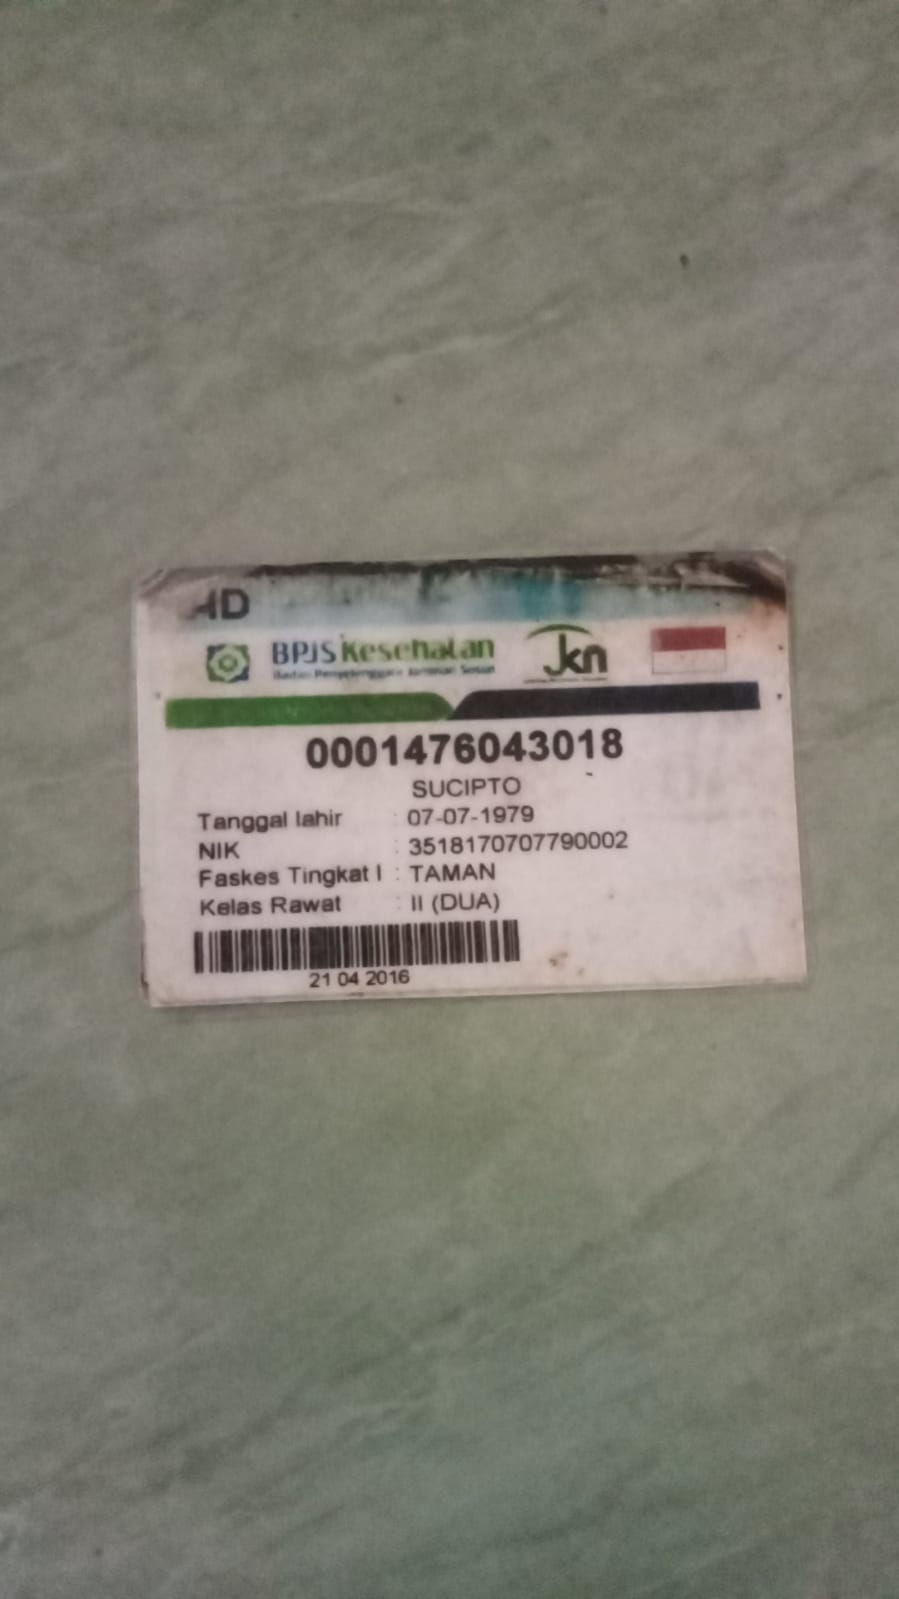 BPJS Kesehatan
Badan Penyelenggara Jaminan Sosial
jkn
0001476043018
SUCIPTO
Tanggal lahir : 07-07-1979
NIK : 3518170707790002
Faskes Tingkat I : TAMAN
Kelas Rawat : II (DUA)
21 04 2016